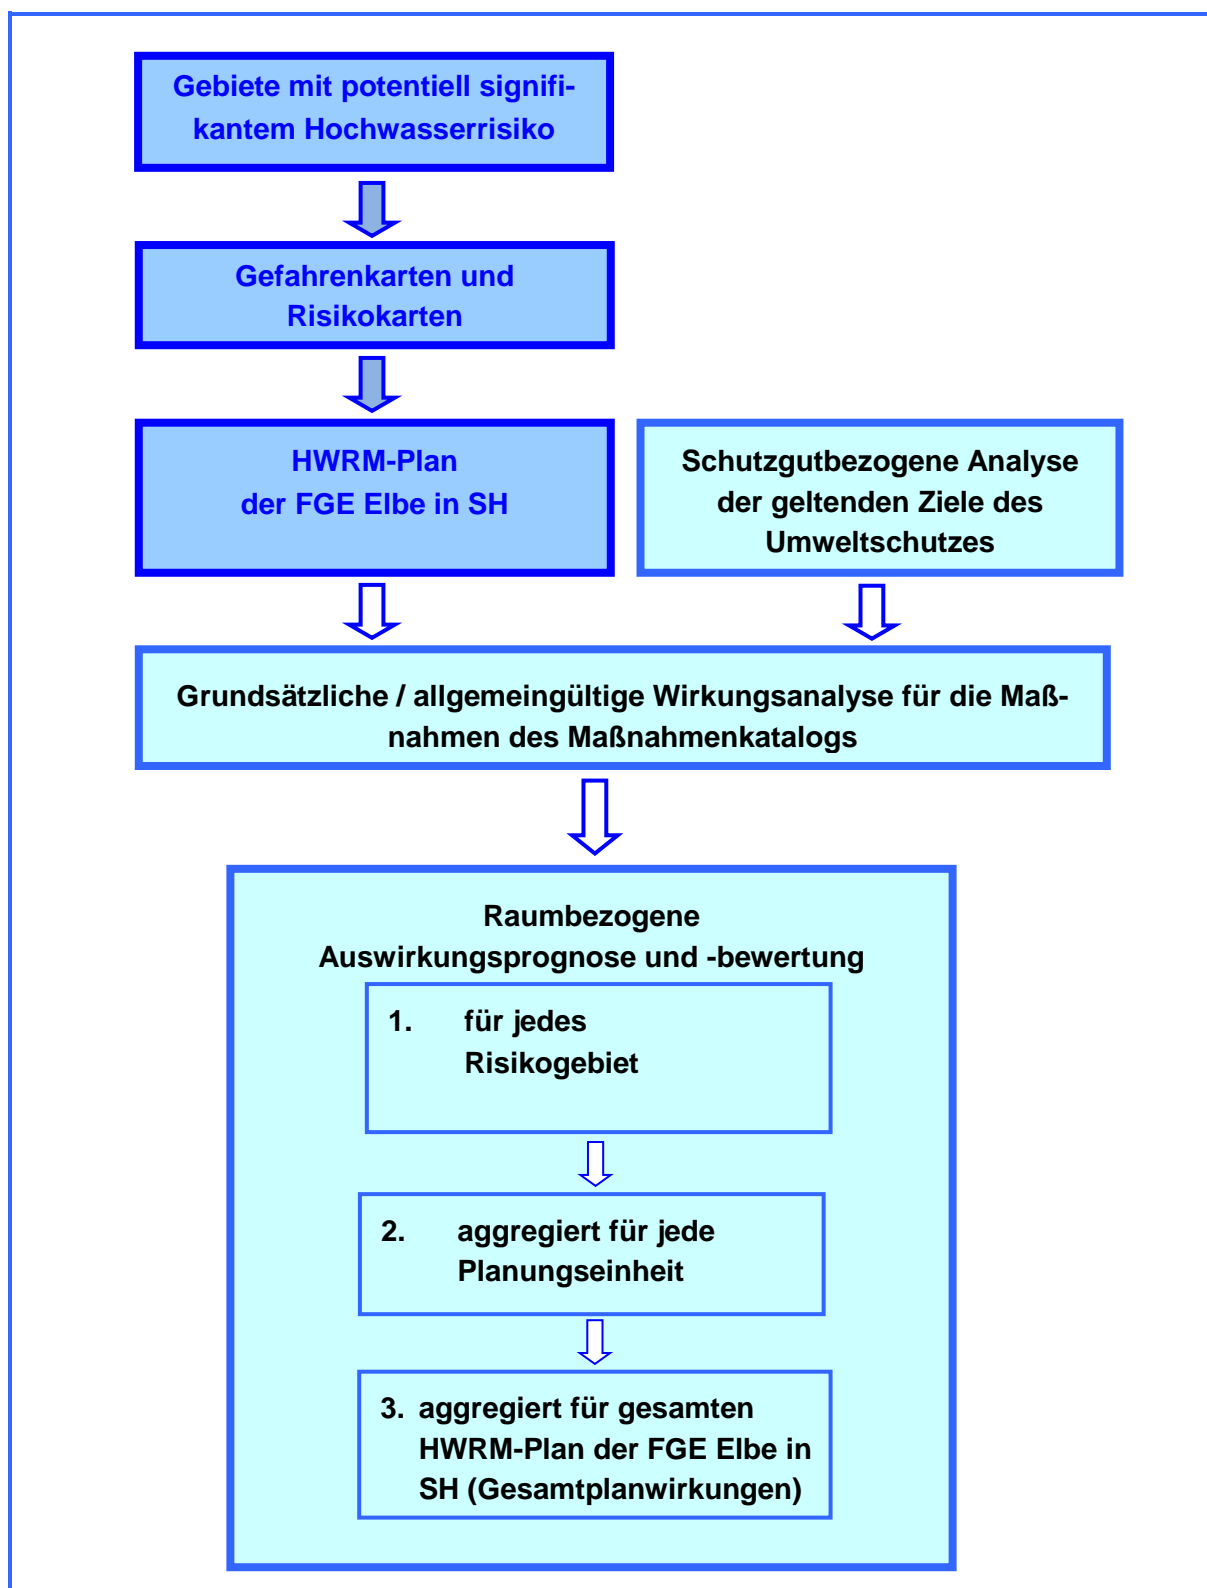 Gebiete mit potentiell signifi-
kantem Hochwasserrisiko
Gefahrenkarten und
Risikokarten
HWRM-Plan
der FGE Elbe in SH
Schutzgutbezogene Analyse
der geltenden Ziele des
Umweltschutzes
Grundsätzliche / allgemeingültige Wirkungsanalyse für die Maß-
nahmen des Maßnahmenkatalogs
Raumbezogene
Auswirkungsprognose und -bewertung
1. für jedes
Risikogebiet
2. aggregiert für jede
Planungseinheit
3. aggregiert für gesamten
HWRM-Plan der FGE Elbe in
SH (Gesamtplanwirkungen)